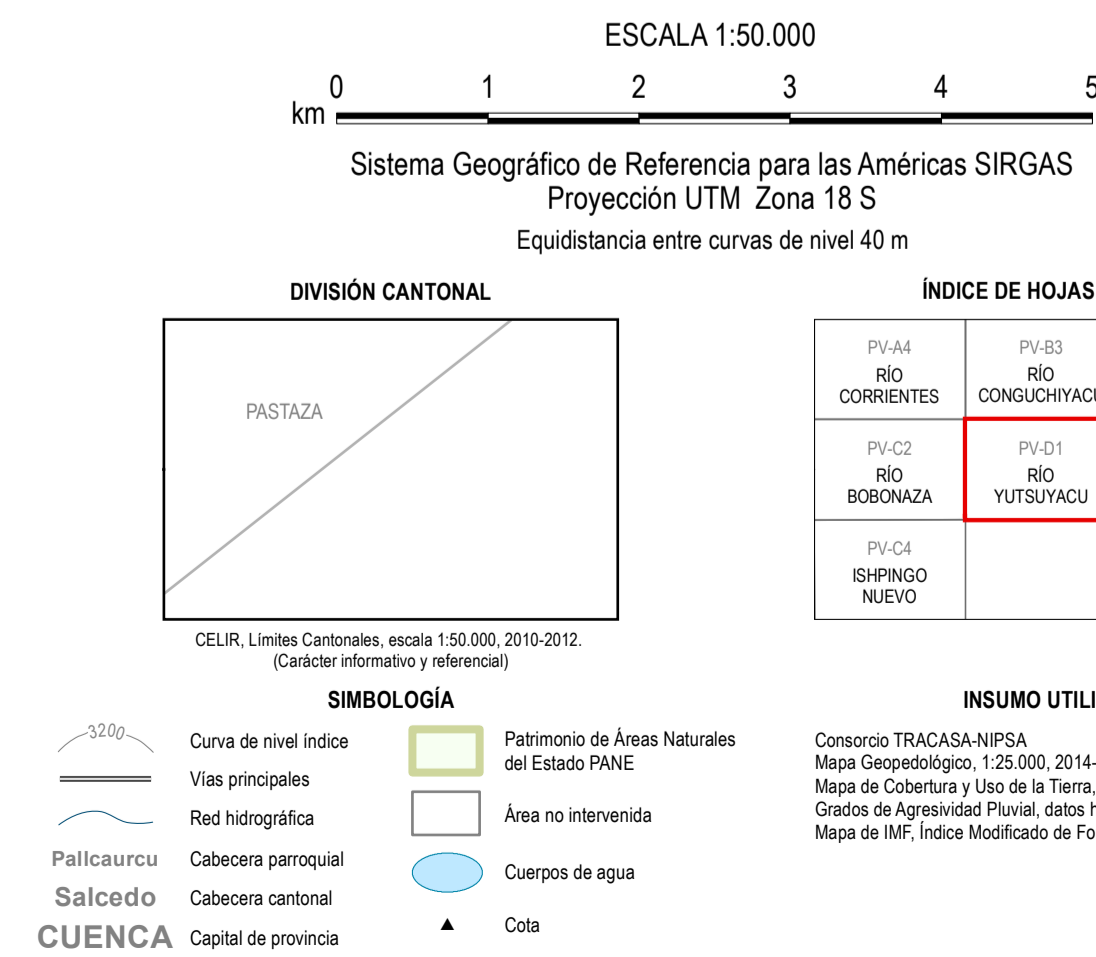 ESCALA 1:50.000
0 1 2 3 4 5
km
Sistema Geográfico de Referencia para las Américas SIRGAS
Proyección UTM Zona 18 S
Equidistancia entre curvas de nivel 40 m
DIVISIÓN CANTONAL
PASTAZA
CELIR, Límites Cantonales, escala 1:50.000, 2010-2012.
(Carácter informativo y referencial)
ÍNDICE DE HOJAS
PV-A4
RÍO
CORRIENTES
PV-B3
RÍO
CONGUCHIYACU
PV-C2
RÍO
BOBONAZA
PV-D1
RÍO
YUTSUYACU
PV-C4
ISHPINGO
NUEVO
SIMBOLOGÍA
3200
Curva de nivel índice
Vías principales
Red hidrográfica
Pallcaurcu Cabecera parroquial
Salcedo Cabecera cantonal
CUENCA Capital de provincia
Patrimonio de Áreas Naturales
del Estado PANE
Área no intervenida
Cuerpos de agua
Cota
INSUMO UTILI
Consorcio TRACASA-NIPSA
Mapa Geopedológico, 1:25.000, 2014-
Mapa de Cobertura y Uso de la Tierra,
Grados de Agresividad Pluvial, datos h
Mapa de IMF, Índice Modificado de Fo